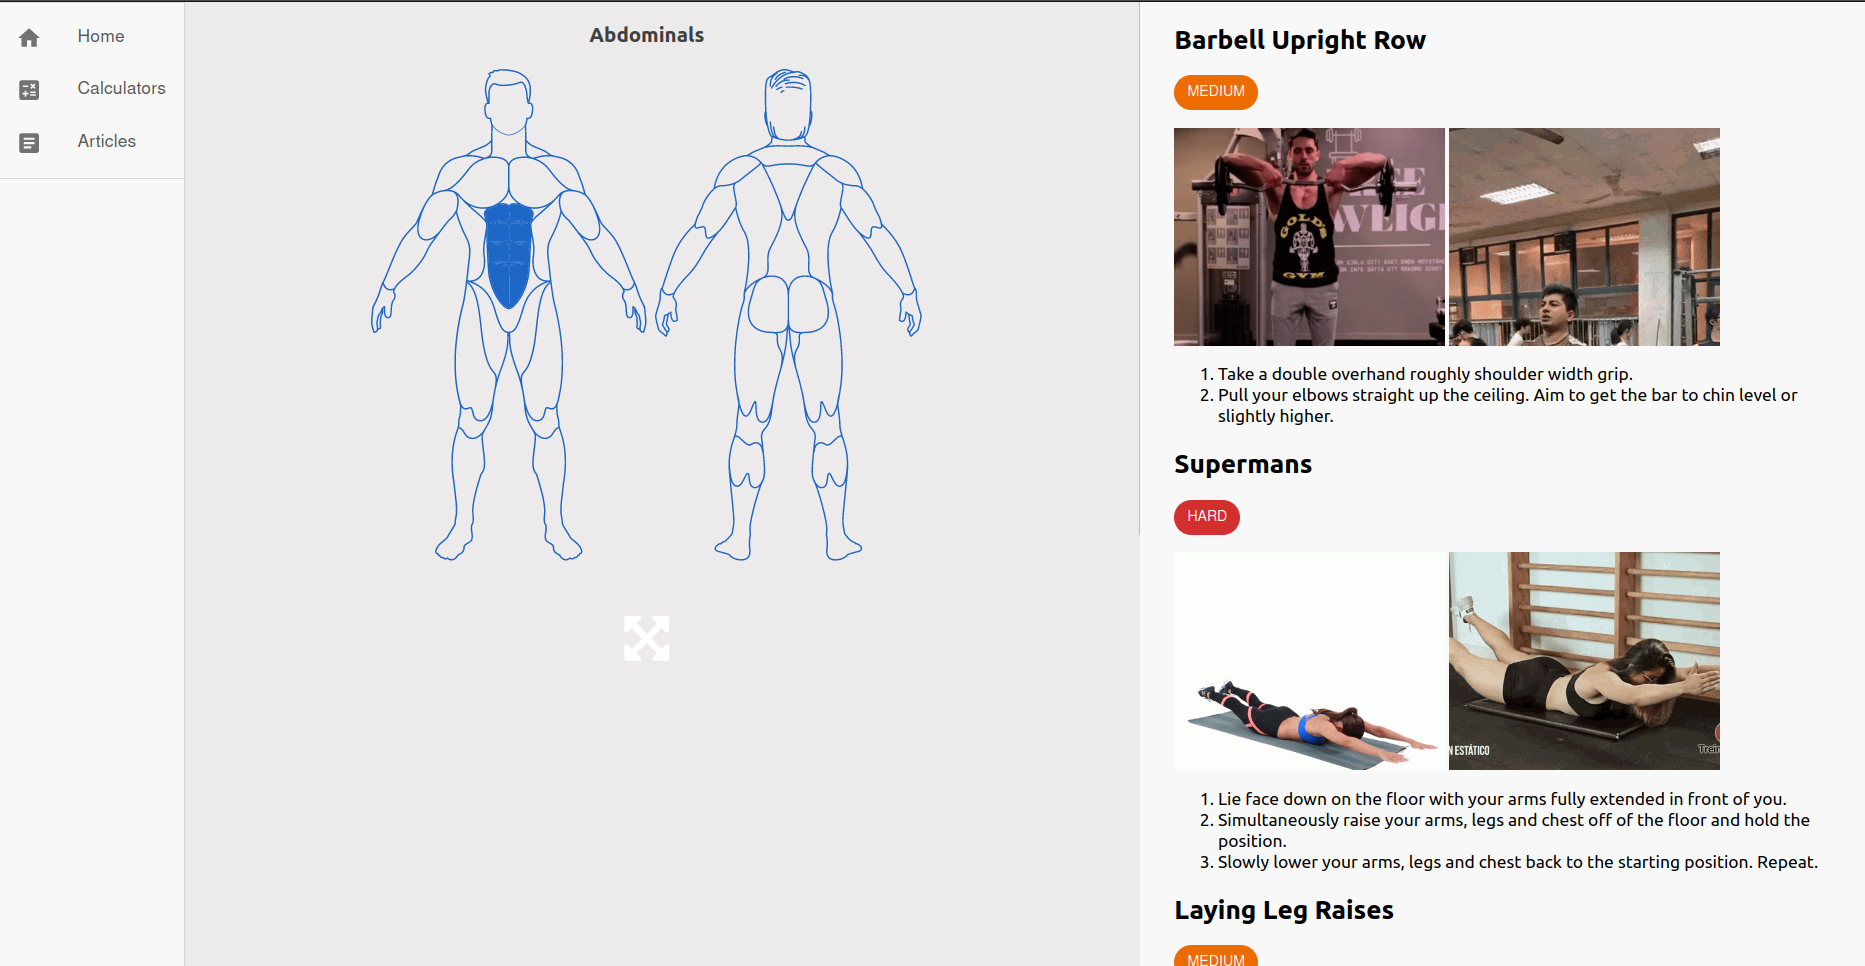 Home
Calculators
Articles
Abdominals
Barbell Upright Row
MEDIUM
WEIG
GOLD'S
GYM
1. Take a double overhand roughly shoulder width grip.
2. Pull your elbows straight up the ceiling. Aim to get the bar to chin level or
slightly higher.
Supermans
HARD
N ESTÁTICO
Trein
1. Lie face down on the floor with your arms fully extended in front of you.
2. Simultaneously raise your arms, legs and chest off of the floor and hold the
position.
3. Slowly lower your arms, legs and chest back to the starting position. Repeat.
Laying Leg Raises
MEDIUM